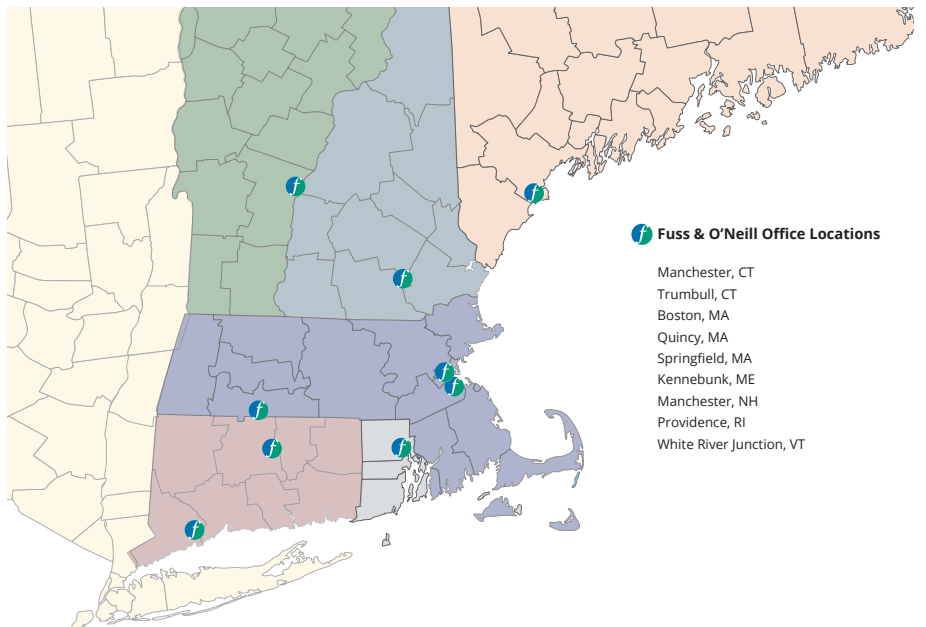 Fuss & O’Neill Office Locations
Manchester, CT
Trumbull, CT
Boston, MA
Quincy, MA
Springfield, MA
Kennebunk, ME
Manchester, NH
Providence, RI
White River Junction, VT